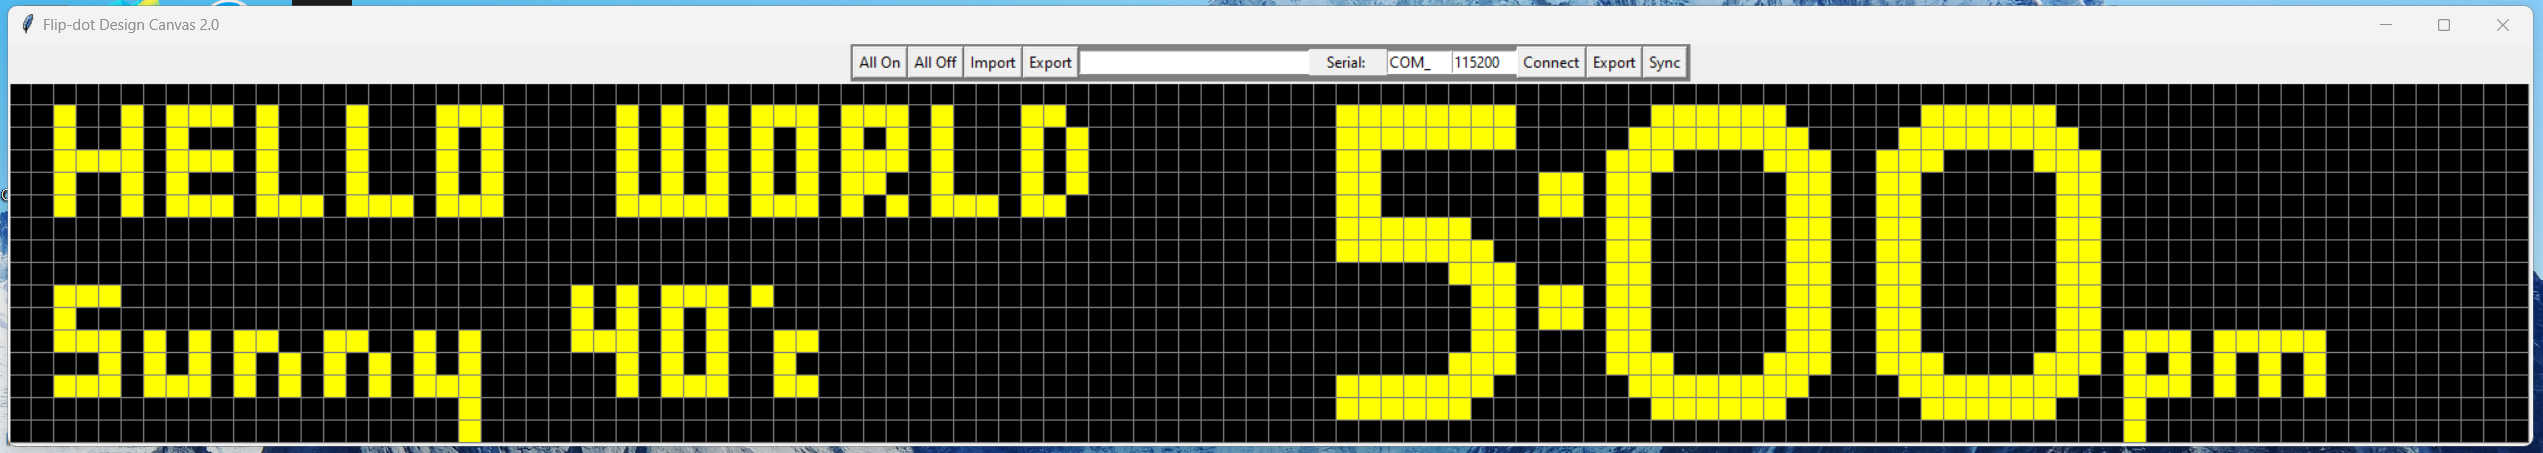 Flip-dot Design Canvas 2.0
All On All Off Import Export Serial: COM_ 115200 Connect Export Sync
HELLO WORLD
Sunny 40°c
5:00pm